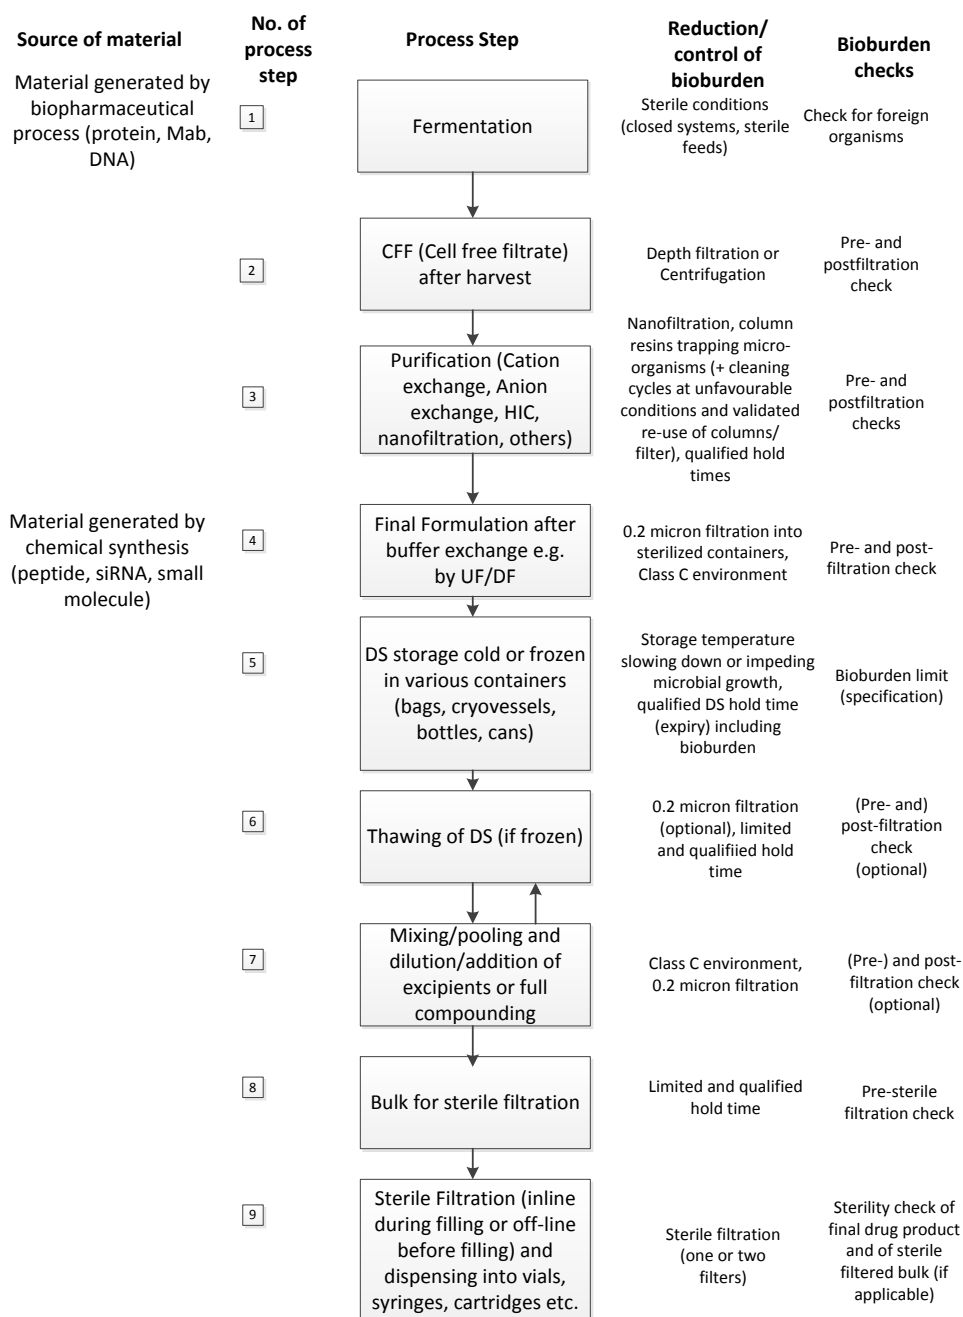 Source of material
No. of
process
step
Process Step
Reduction/
control of
bioburden
Bioburden
checks
Material generated by
biopharmaceutical
process (protein, Mab,
DNA)
1
Fermentation
Sterile conditions
(closed systems, sterile
feeds)
Check for foreign
organisms
2
CFF (Cell free filtrate)
after harvest
Depth filtration or
Centrifugation
Pre- and
postfiltration
check
3
Purification (Cation
exchange, Anion
exchange, HIC,
nanofiltration, others)
Nanofiltration, column
resins trapping micro-
organisms (+ cleaning
cycles at unfavourable
conditions and validated
re-use of columns/
filter), qualified hold
times
Pre- and
postfiltration
checks
Material generated by
chemical synthesis
(peptide, siRNA, small
molecule)
4
Final Formulation after
buffer exchange e.g.
by UF/DF
0.2 micron filtration into
sterilized containers,
Class C environment
Pre- and post-
filtration check
5
DS storage cold or frozen
in various containers
(bags, cryovessels,
bottles, cans)
Storage temperature
slowing down or impeding
microbial growth,
qualified DS hold time
(expiry) including
bioburden
Bioburden limit
(specification)
6
Thawing of DS (if frozen)
0.2 micron filtration
(optional), limited
and qualifiied hold
time
(Pre- and)
post-filtration
check
(optional)
7
Mixing/pooling and
dilution/addition of
excipients or full
compounding
Class C environment,
0.2 micron filtration
(Pre-) and post-
filtration check
(optional)
8
Bulk for sterile filtration
Limited and qualified
hold time
Pre-sterile
filtration check
9
Sterile Filtration (inline
during filling or off-line
before filling) and
dispensing into vials,
syringes, cartridges etc.
Sterile filtration
(one or two
filters)
Sterility check of
final drug product
and of sterile
filtered bulk (if
applicable)